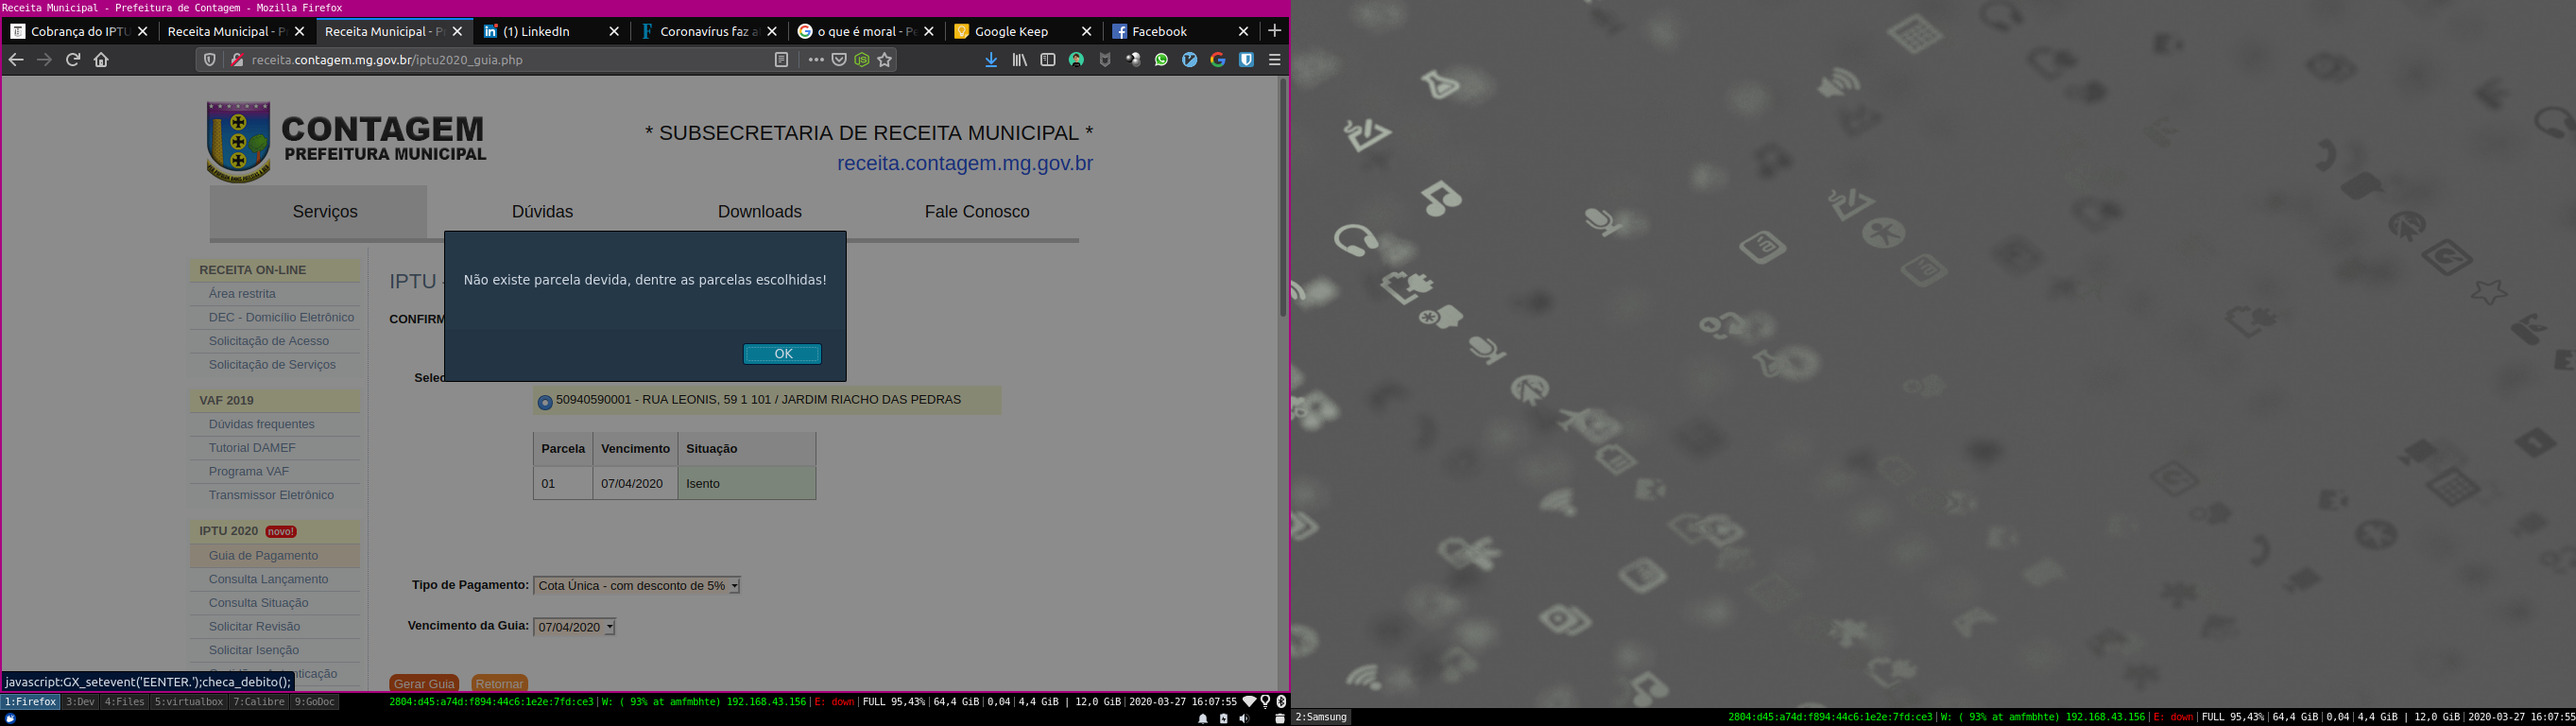 Receita Municipal - Prefeitura de Contagem - Mozilla Firefox
Cobrança do IPTU
Receita Municipal - P
Receita Municipal - P
(1) LinkedIn
Coronavírus faz a
o que é moral - Pe
Google Keep
Facebook
receita.contagem.mg.gov.br/iptu2020_guia.php
CONTAGEM
PREFEITURA MUNICIPAL
* SUBSECRETARIA DE RECEITA MUNICIPAL *
receita.contagem.mg.gov.br
Serviços
Dúvidas
Downloads
Fale Conosco
RECEITA ON-LINE
Área restrita
DEC - Domicílio Eletrônico
Solicitação de Acesso
Solicitação de Serviços
VAF 2019
Dúvidas frequentes
Tutorial DAMEF
Programa VAF
Transmissor Eletrônico
IPTU 2020 novo!
Guia de Pagamento
Consulta Lançamento
Consulta Situação
Solicitar Revisão
Solicitar Isenção
IPTU -
CONFIRM
Não existe parcela devida, dentre as parcelas escolhidas!
OK
Selec
50940590001 - RUA LEONIS, 59 1 101 / JARDIM RIACHO DAS PEDRAS
Parcela Vencimento Situação
01 07/04/2020 Isento
Tipo de Pagamento: Cota Única - com desconto de 5%
Vencimento da Guia: 07/04/2020
Gerar Guia Retornar
javascript:GX_setevent('EENTER.');checa_debito();
1:Firefox 3:Dev 4:Files 5:virtualbox 7:Calibre 9:GoDoc
2804:d45:a74d:f894:44c6:1e2e:7fd:ce3 | W: ( 93% at amfmbhte) 192.168.43.156 | E: down | FULL 95,43% | 64,4 GiB | 0,04 | 4,4 GiB | 12,0 GiB | 2020-03-27 16:07:55
2:Samsung
2804:d45:a74d:f894:44c6:1e2e:7fd:ce3 | W: ( 93% at amfmbhte) 192.168.43.156 | E: down | FULL 95,43% | 64,4 GiB | 0,04 | 4,4 GiB | 12,0 GiB | 2020-03-27 16:07:55